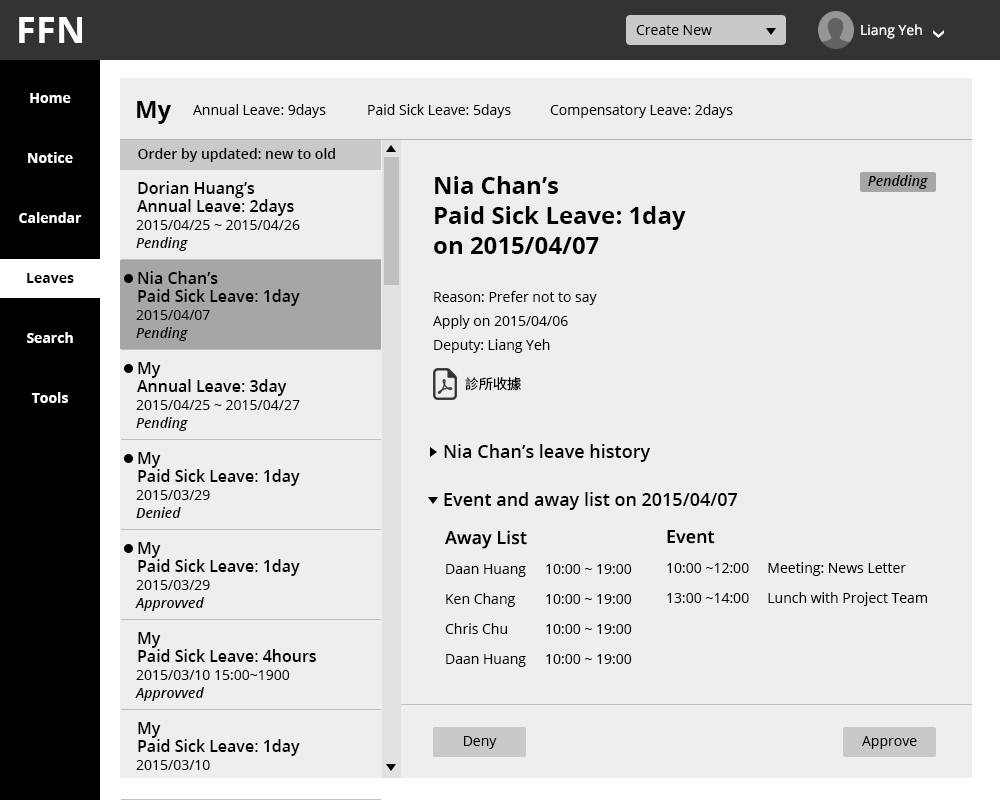 FFN
Create New
Liang Yeh
Home
Notice
Calendar
Leaves
Search
Tools
My Annual Leave: 9days Paid Sick Leave: 5days Compensatory Leave: 2days
Order by updated: new to old
Dorian Huang’s
Annual Leave: 2days
2015/04/25 ~ 2015/04/26
Pending
Nia Chan’s
Paid Sick Leave: 1day
2015/04/07
Pending
My
Annual Leave: 3day
2015/04/25 ~ 2015/04/27
Pending
My
Paid Sick Leave: 1day
2015/03/29
Denied
My
Paid Sick Leave: 1day
2015/03/29
Approvved
My
Paid Sick Leave: 4hours
2015/03/10 15:00~1900
Approvved
My
Paid Sick Leave: 1day
2015/03/10
Nia Chan’s
Paid Sick Leave: 1day
on 2015/04/07
Pendding
Reason: Prefer not to say
Apply on 2015/04/06
Deputy: Liang Yeh
診所收據
Nia Chan’s leave history
Event and away list on 2015/04/07
Away List
Daan Huang 10:00 ~ 19:00
Ken Chang 10:00 ~ 19:00
Chris Chu 10:00 ~ 19:00
Daan Huang 10:00 ~ 19:00
Event
10:00 ~12:00 Meeting: News Letter
13:00 ~14:00 Lunch with Project Team
Deny
Approve